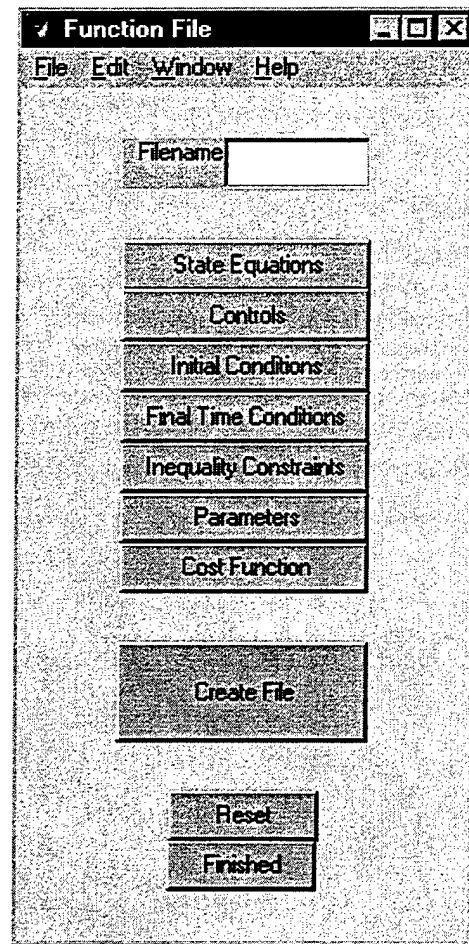 Function File
File Edit Window Help
Filename
State Equations
Controls
Initial Conditions
Final Time Conditions
Inequality Constraints
Parameters
Cost Function
Create File
Reset
Finished